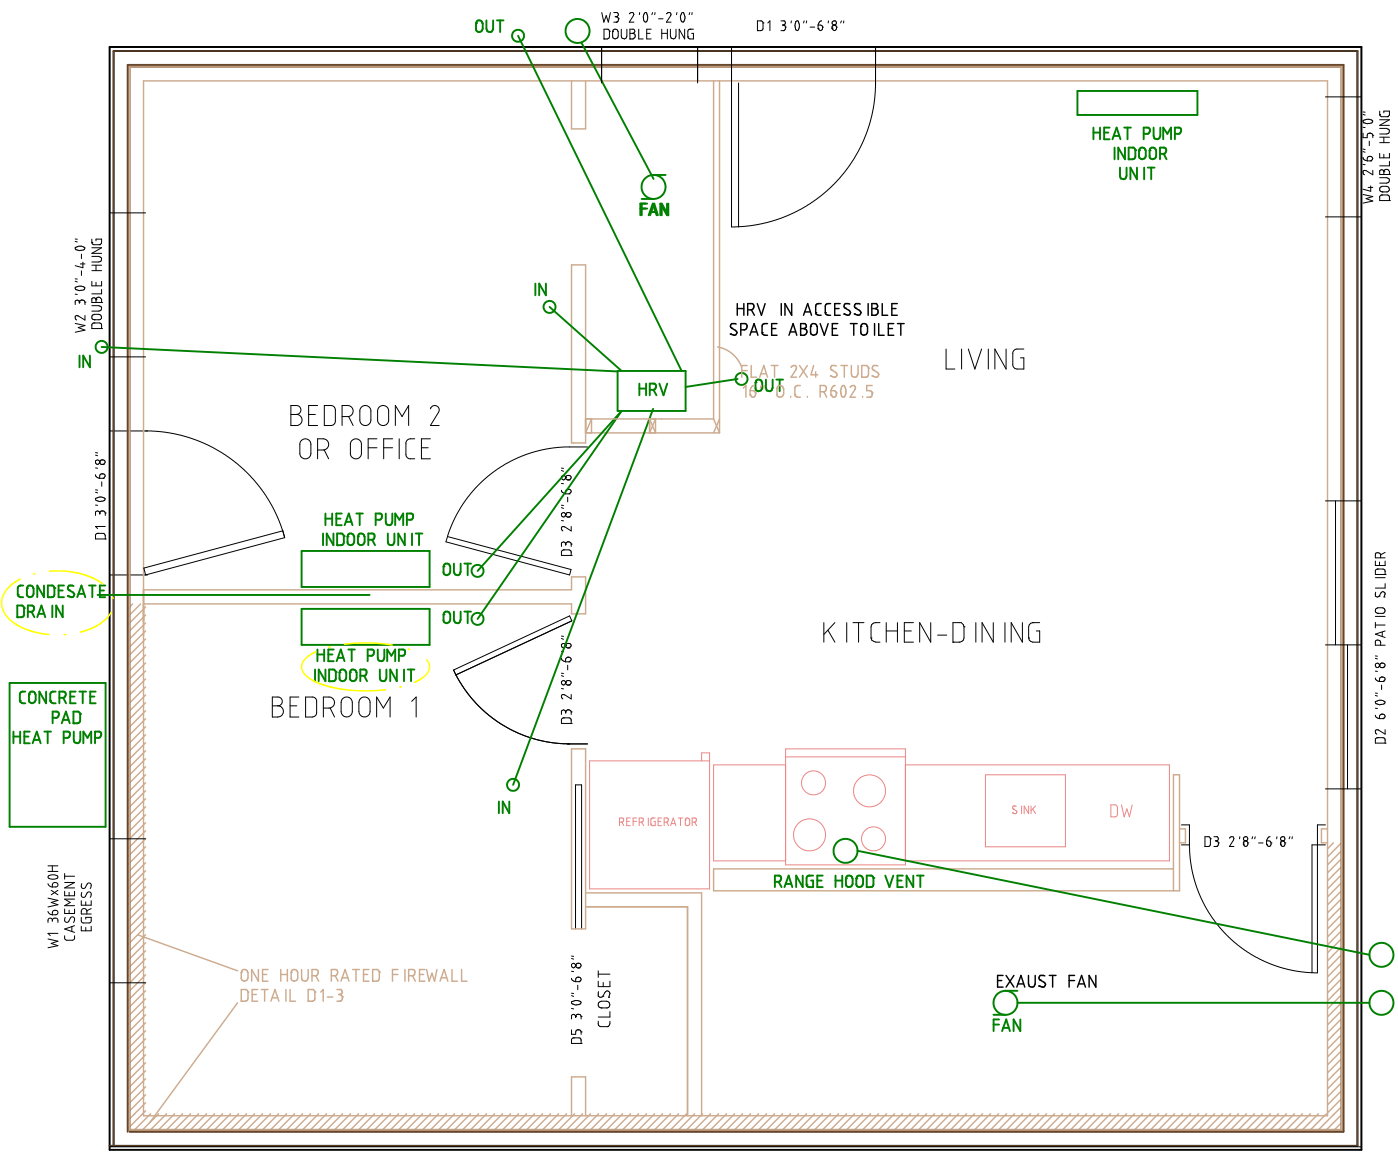 OUT
W3 2'0"-2'0"
DOUBLE HUNG
D1 3'0"-6'8"
HEAT PUMP
INDOOR
UNIT
W4 2'6"-5'0"
DOUBLE HUNG
FAN
W2 3'0"-4-0"
DOUBLE HUNG
IN
IN
HRV IN ACCESSIBLE
SPACE ABOVE TOILET
LIVING
FLAT 2X4 STUDS
16" O.C. R602.5
OUT
HRV
BEDROOM 2
OR OFFICE
D1 3'0"-6'8"
D3 2'8"-6'8"
HEAT PUMP
INDOOR UNIT
OUT
CONDESATE
DRAIN
OUT
HEAT PUMP
INDOOR UNIT
BEDROOM 1
D3 2'8"-6'8"
KITCHEN-DINING
D2 6'0"-6'8" PATIO SLIDER
CONCRETE
PAD
HEAT PUMP
IN
REFRIGERATOR
SINK
DW
D3 2'8"-6'8"
RANGE HOOD VENT
W1 36Wx60H
CASEMENT
EGRESS
ONE HOUR RATED FIREWALL
DETAIL D1-3
D5 3'0"-6'8"
CLOSET
EXAUST FAN
FAN